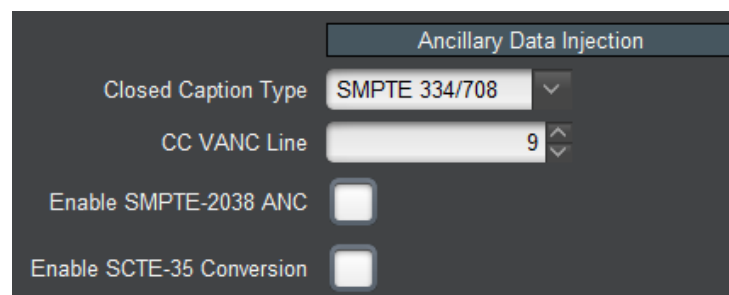 Ancillary Data Injection
Closed Caption Type SMPTE 334/708
CC VANC Line 9
Enable SMPTE-2038 ANC
Enable SCTE-35 Conversion